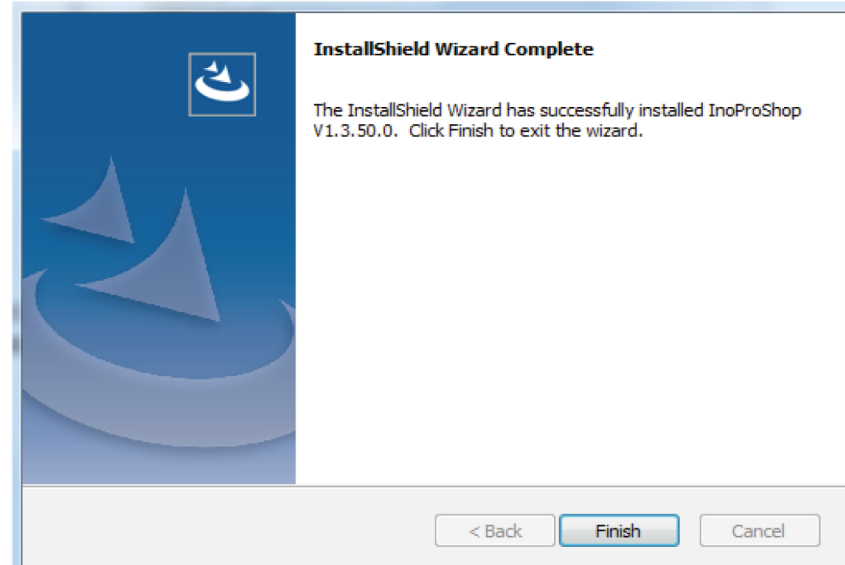 InstallShield Wizard Complete
The InstallShield Wizard has successfully installed InoProShop
V1.3.50.0.  Click Finish to exit the wizard.
< Back
Finish
Cancel